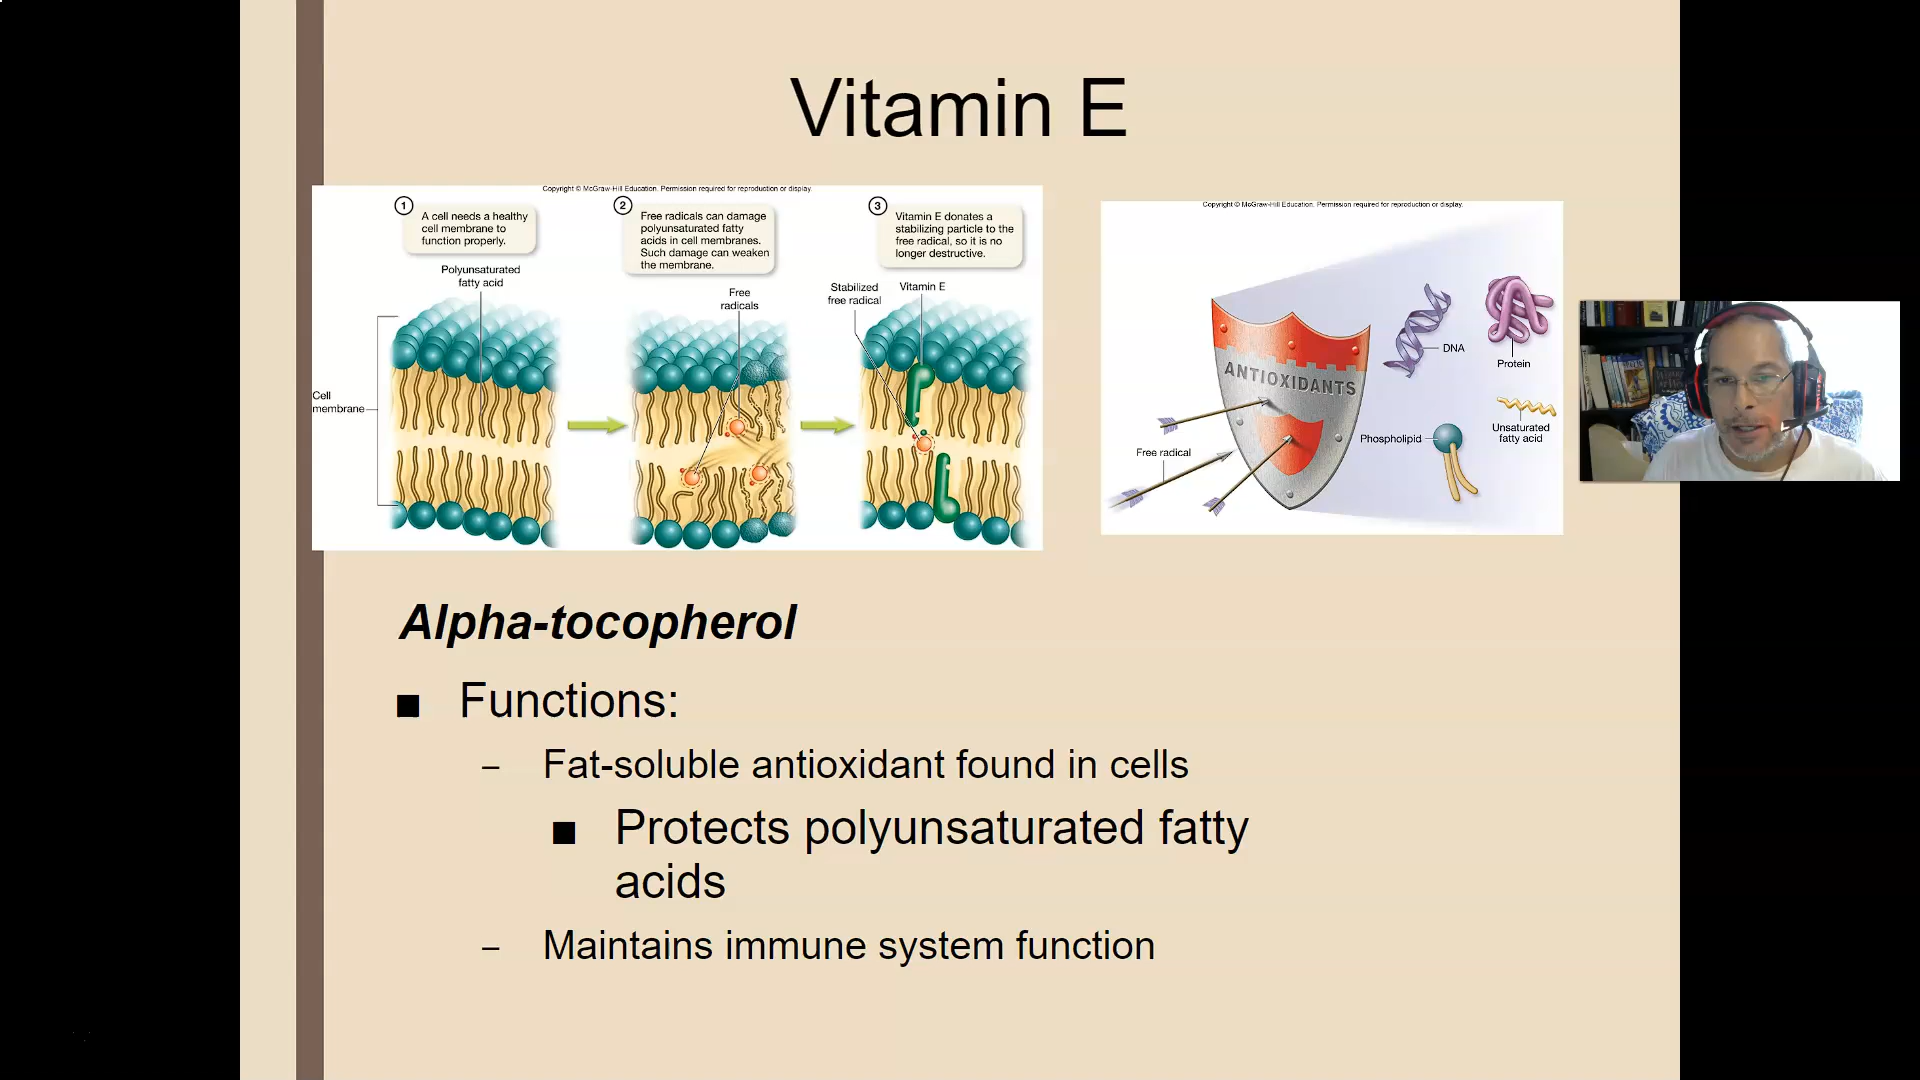 Vitamin E
Copyright © McGraw-Hill Education. Permission required for reproduction or display.
1
A cell needs a healthy
cell membrane to
function properly.
Polyunsaturated
fatty acid
Cell
membrane
2
Free radicals can damage
polyunsaturated fatty
acids in cell membranes.
Such damage can weaken
the membrane.
Free
radicals
3
Vitamin E donates a
stabilizing particle to the
free radical, so it is no
longer destructive.
Stabilized
free radical
Vitamin E
Copyright © McGraw-Hill Education. Permission required for reproduction or display.
ANTIOXIDANTS
Free radical
DNA
Protein
Phospholipid
Unsaturated
fatty acid
Alpha-tocopherol
■ Functions:
– Fat-soluble antioxidant found in cells
■ Protects polyunsaturated fatty
acids
– Maintains immune system function